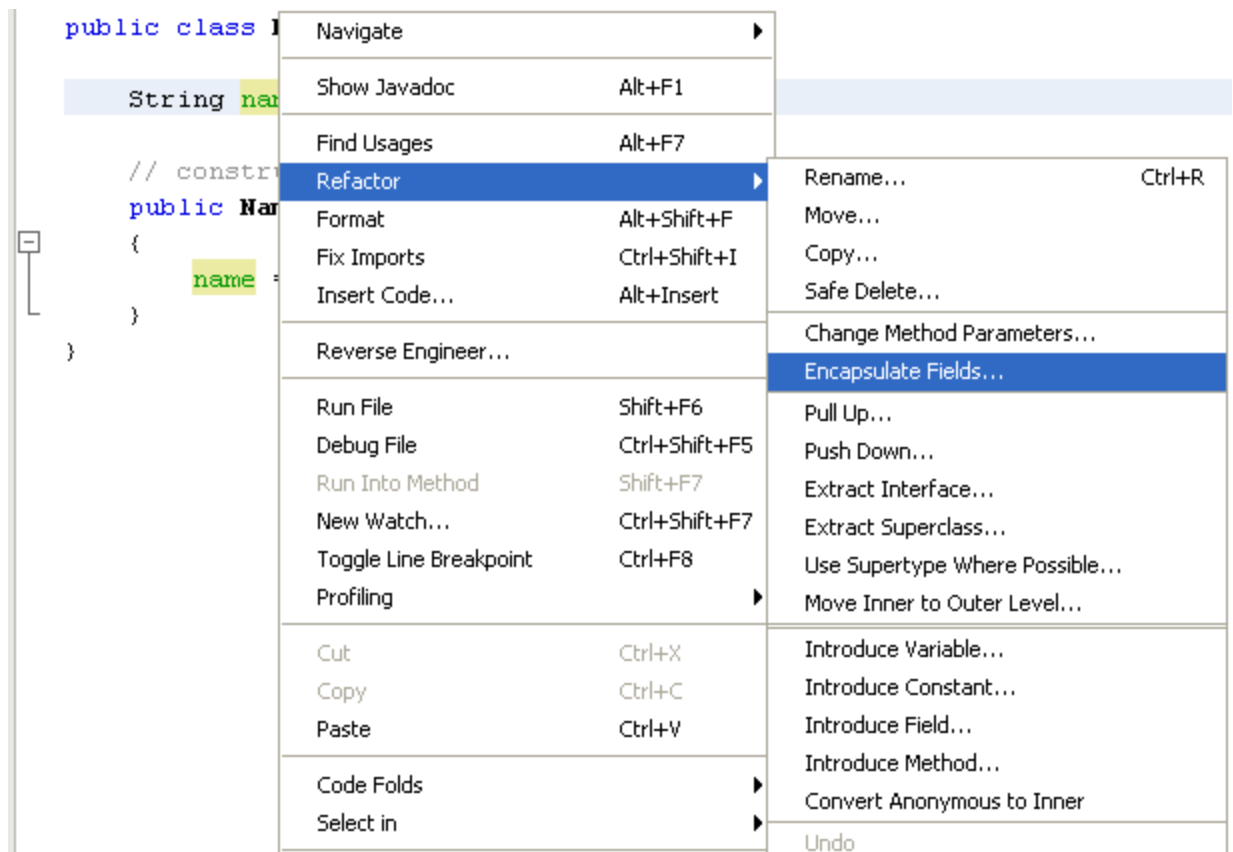 public class
String nam
// constru
public Nam
{
name =
}
}
Navigate
Show Javadoc Alt+F1
Find Usages Alt+F7
Refactor
Format Alt+Shift+F
Fix Imports Ctrl+Shift+I
Insert Code... Alt+Insert
Reverse Engineer...
Run File Shift+F6
Debug File Ctrl+Shift+F5
Run Into Method Shift+F7
New Watch... Ctrl+Shift+F7
Toggle Line Breakpoint Ctrl+F8
Profiling
Cut Ctrl+X
Copy Ctrl+C
Paste Ctrl+V
Code Folds
Select in
Rename... Ctrl+R
Move...
Copy...
Safe Delete...
Change Method Parameters...
Encapsulate Fields...
Pull Up...
Push Down...
Extract Interface...
Extract Superclass...
Use Supertype Where Possible...
Move Inner to Outer Level...
Introduce Variable...
Introduce Constant...
Introduce Field...
Introduce Method...
Convert Anonymous to Inner
Undo